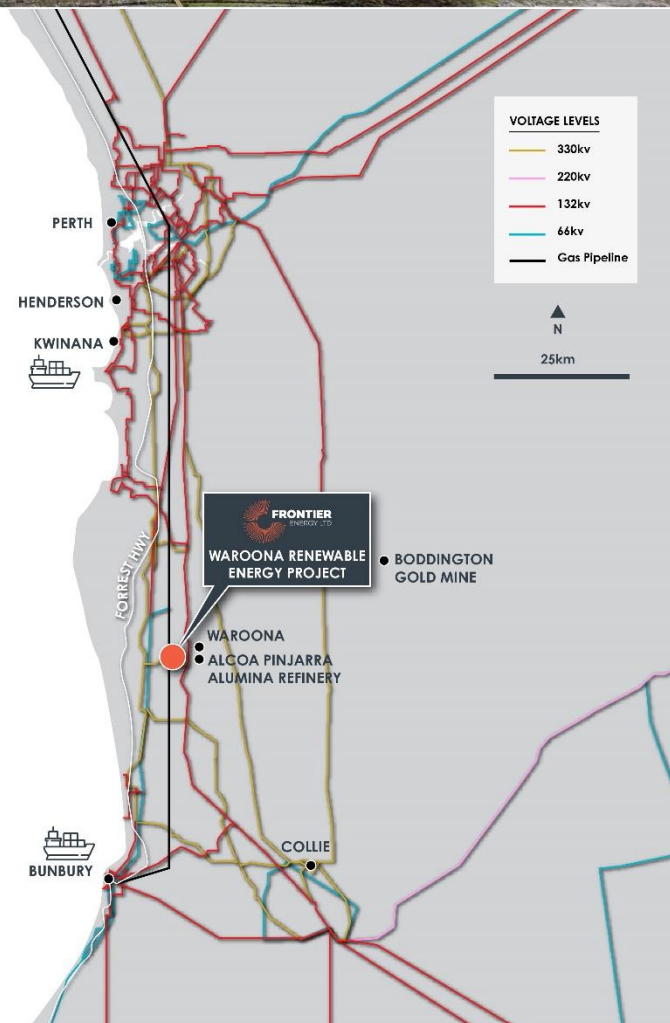 VOLTAGE LEVELS
330kv
220kv
132kv
66kv
Gas Pipeline
N
25km
PERTH
HENDERSON
KWINANA
FORREST HWY
FRONTIER
ENERGY LTD
WAROONA RENEWABLE
ENERGY PROJECT
BODDINGTON
GOLD MINE
WAROONA
ALCOA PINJARRA
ALUMINA REFINERY
COLLIE
BUNBURY